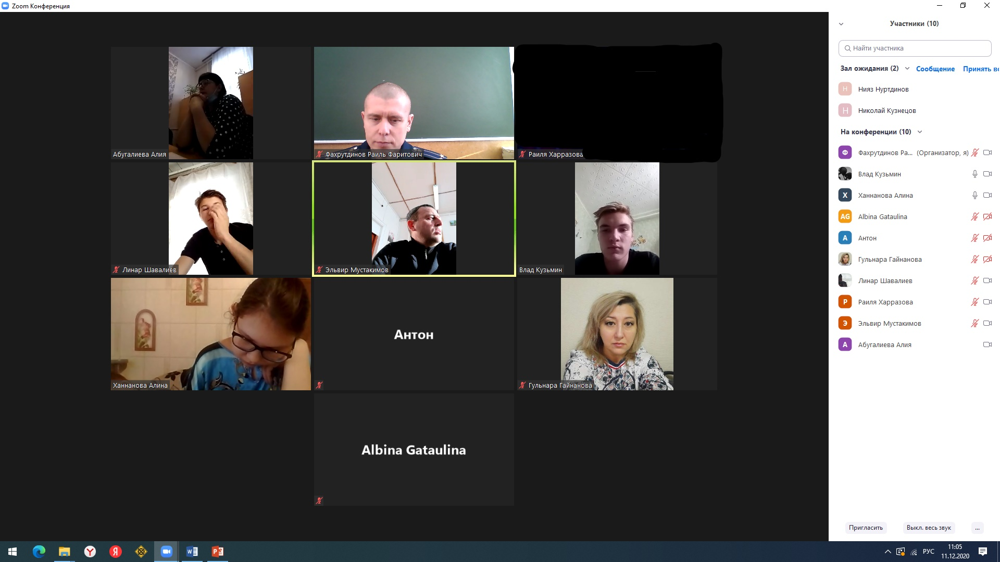 Zoom Конференция
Абугалиева Алия
Фахрутдинов Раиль Фаритович
Раиля Харразова
Линар Шавалиев
Эльвир Мустакимов
Влад Кузьмин
Ханнанова Алина
Антон
Гульнара Гайнанова
Albina Gataulina
Участники (10)
Найти участника
Зал ожидания (2) Сообщение Принять вс
Н Нияз Нуртдинов
Н Николай Кузнецов
На конференции (10)
Ф Фахрутдинов Ра... (Организатор, я)
Влад Кузьмин
Х Ханнанова Алина
AG Albina Gataulina
А Антон
Гульнара Гайнанова
Линар Шавалиев
Р Раиля Харразова
Э Эльвир Мустакимов
А Абугалиева Алия
Пригласить Выкл. весь звук ...
РУС
11:05
11.12.2020